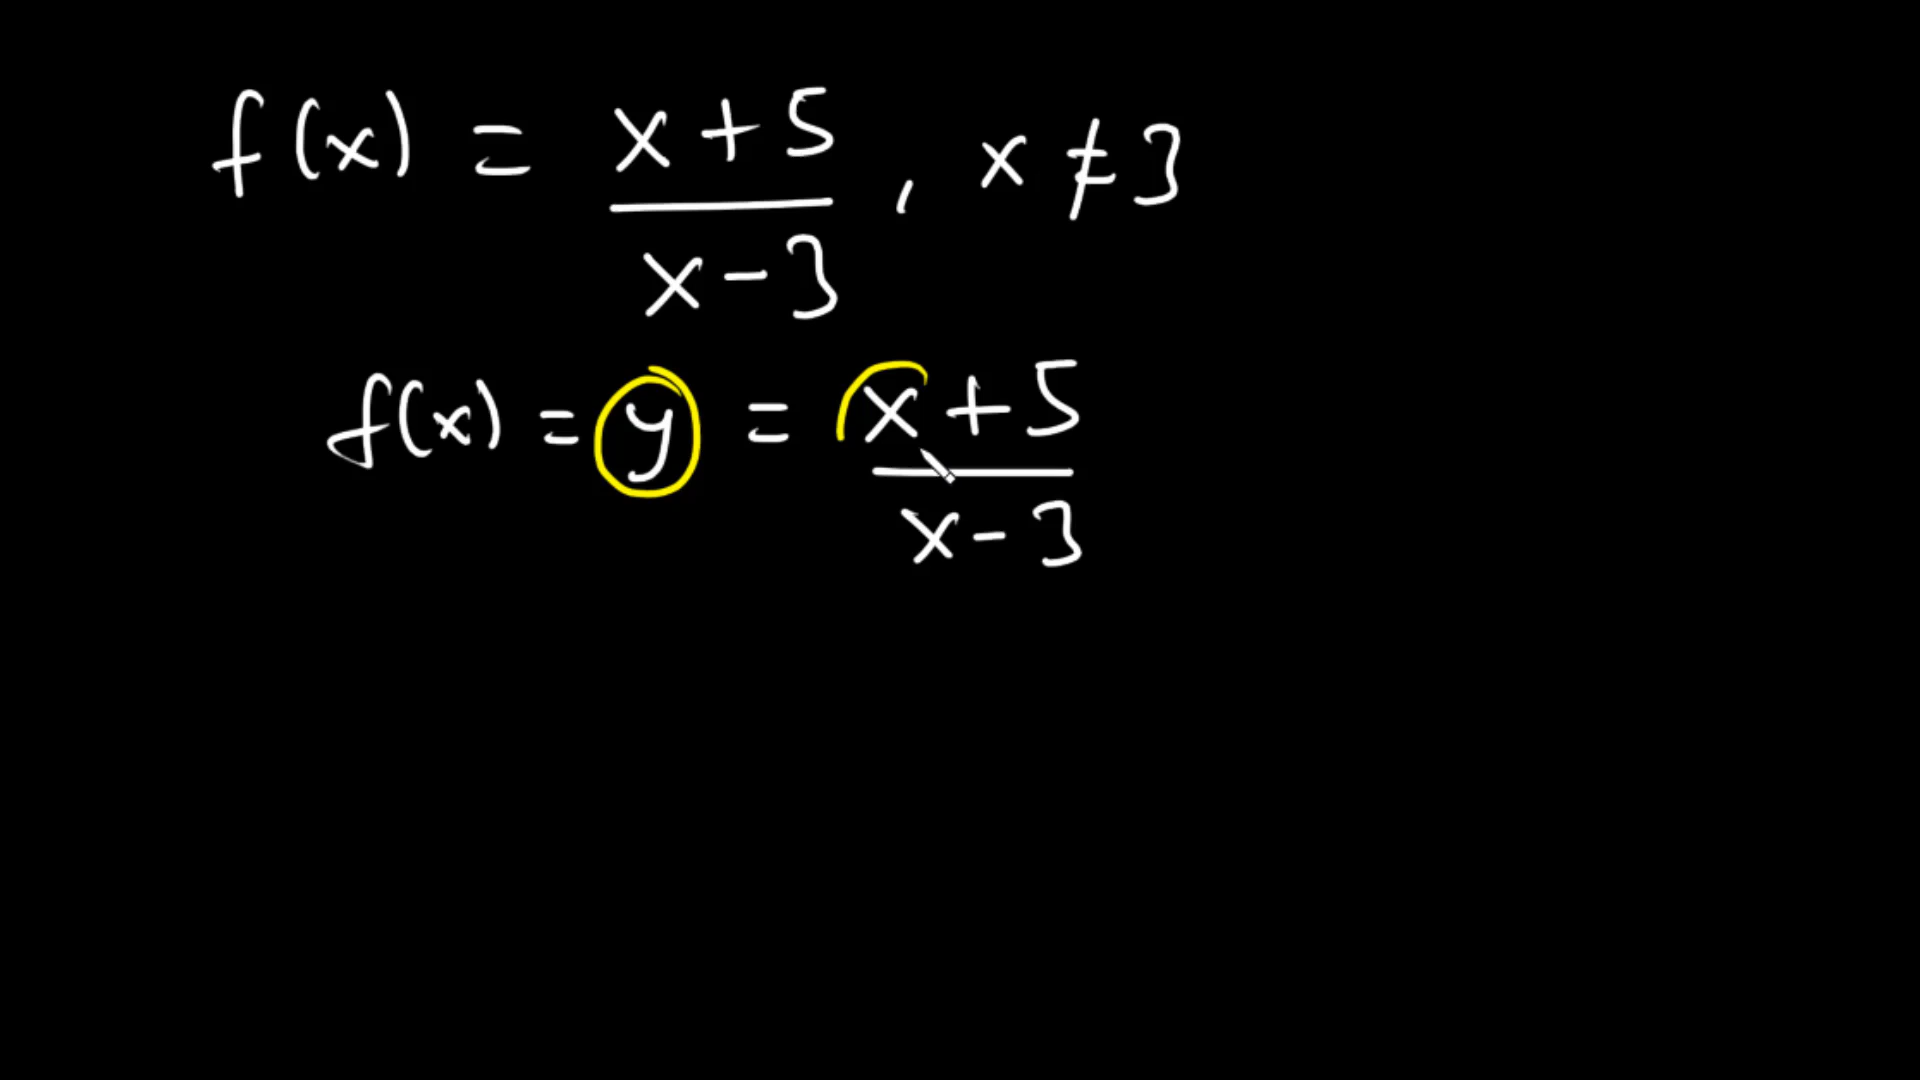 f(x) = x+5 / x-3 , x ≠ 3
f(x) = y = x+5 / x-3